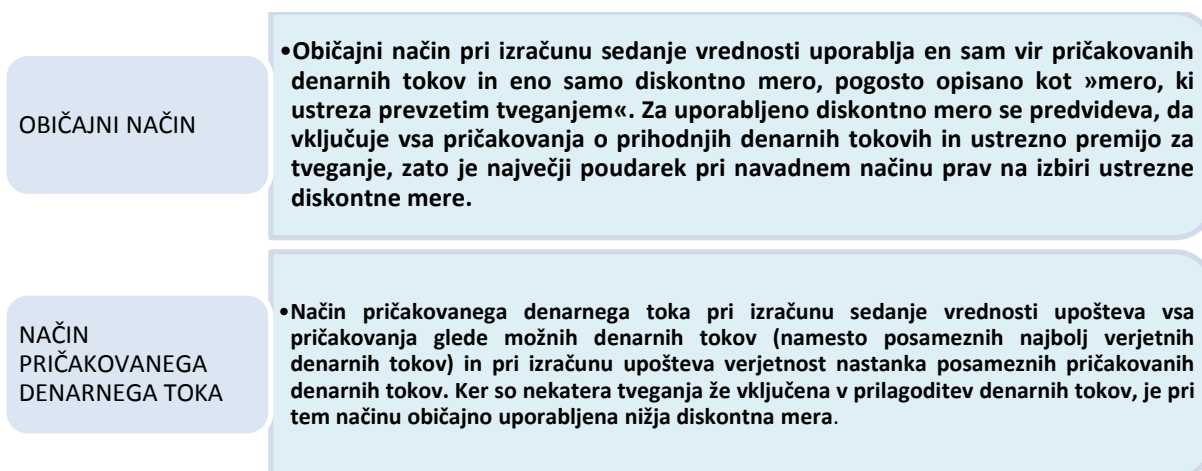 OBIČAJNI NAČIN
•Običajni način pri izračunu sedanje vrednosti uporablja en sam vir pričakovanih
denarnih tokov in eno samo diskontno mero, pogosto opisano kot »mero, ki
ustreza prevzetim tveganjem«. Za uporabljeno diskontno mero se predvideva, da
vključuje vsa pričakovanja o prihodnjih denarnih tokovih in ustrezno premijo za
tveganje, zato je največji poudarek pri navadnem načinu prav na izbiri ustrezne
diskontne mere.
NAČIN
PRIČAKOVANEGA
DENARNEGA TOKA
•Način pričakovanega denarnega toka pri izračunu sedanje vrednosti upošteva vsa
pričakovanja glede možnih denarnih tokov (namesto posameznih najbolj verjetnih
denarnih tokov) in pri izračunu upošteva verjetnost nastanka posameznih pričakovanih
denarnih tokov. Ker so nekatera tveganja že vključena v prilagoditev denarnih tokov, je pri
tem načinu običajno uporabljena nižja diskontna mera.